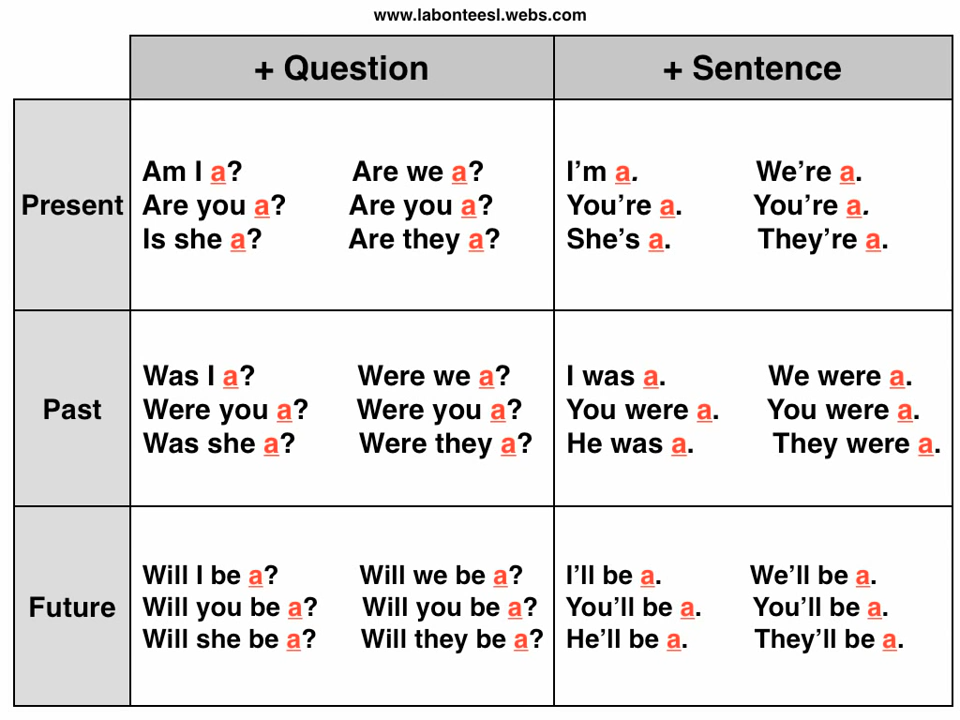 www.labonteesl.webs.com
+ Question + Sentence
Present
Am I a? Are we a? I’m a. We’re a.
Are you a? Are you a? You’re a. You’re a.
Is she a? Are they a? She’s a. They’re a.
Past
Was I a? Were we a? I was a. We were a.
Were you a? Were you a? You were a. You were a.
Was she a? Were they a? He was a. They were a.
Future
Will I be a? Will we be a? I’ll be a. We’ll be a.
Will you be a? Will you be a? You’ll be a. You’ll be a.
Will she be a? Will they be a? He’ll be a. They’ll be a.